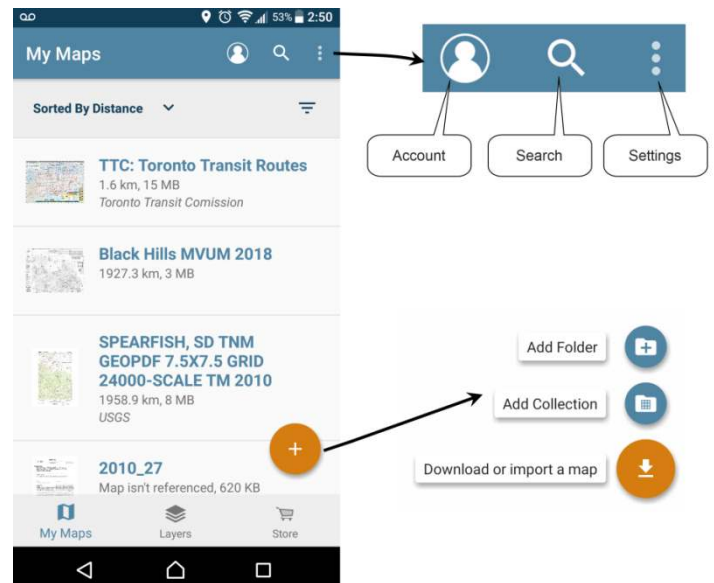 53% 2:50
My Maps
Sorted By Distance
TTC: Toronto Transit Routes
1.6 km, 15 MB
Toronto Transit Comission
Black Hills MVUM 2018
1927.3 km, 3 MB
SPEARFISH, SD TNM
GEOPDF 7.5X7.5 GRID
24000-SCALE TM 2010
1958.9 km, 8 MB
USGS
2010_27
Map isn't referenced, 620 KB
My Maps Layers Store
Account Search Settings
Add Folder
Add Collection
Download or import a map